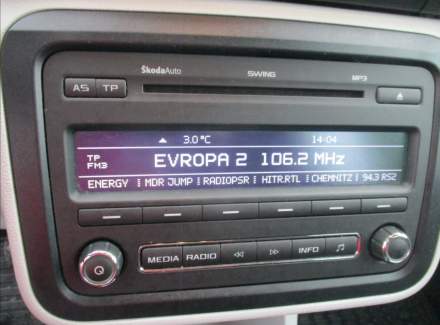 ŠkodaAuto SWING MP3
AS TP
3.0°C 14:04
TP EVROPA 2 106.2 MHz
FM3
ENERGY MDR JUMP RADIOPSR HITR.RTL CHEMNITZ 94.3 RS2
MEDIA RADIO INFO